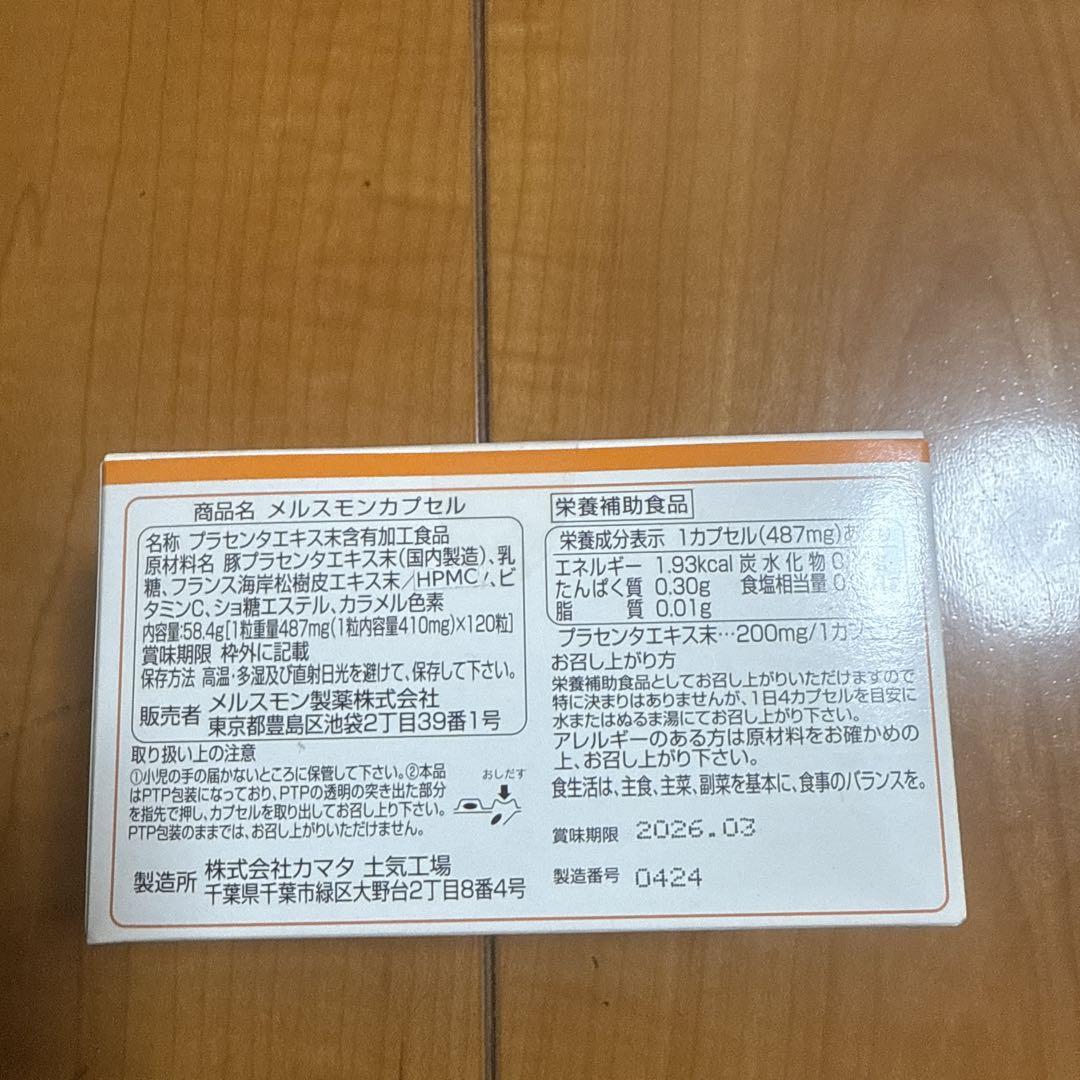 商品名 メルスモンカプセル
名称 プラセンタエキス末含有加工食品
原材料名 豚プラセンタエキス末(国内製造)、乳
糖、フランス海岸松樹皮エキス末/HPMC、ビ
タミンC、ショ糖エステル、カラメル色素
内容量:58.4g[1粒重量487mg(1粒内容量410mg)×120粒]
賞味期限 枠外に記載
保存方法 高温・多湿及び直射日光を避けて、保存して下さい。
販売者 メルスモン製薬株式会社
東京都豊島区池袋2丁目39番1号
取り扱い上の注意
①小児の手の届かないところに保管して下さい。②本品
はPTP包装になっており、PTPの透明の突き出た部分
を指先で押し、カプセルを取出してお召し上り下さい。
PTP包装のままでは、お召し上がりいただけません。
おしだす
製造所 株式会社カマタ 土気工場
千葉県千葉市緑区大野台2丁目8番4号
栄養補助食品
栄養成分表示 1カプセル(487mg)あ
エネルギー 1.93kcal 炭水化物 0
たんぱく質 0.30g 食塩相当量 0
脂質 0.01g
プラセンタエキス末…200mg/1カプ
お召し上がり方
栄養補助食品としてお召し上がりいただけますので
特に決まりはありませんが、1日4カプセルを目安に
水またはぬるま湯にてお召し上がり下さい。
アレルギーのある方は原材料をお確かめの
上、お召し上がり下さい。
食生活は、主食、主菜、副菜を基本に、食事のバランスを。
賞味期限 2026.03
製造番号 0424